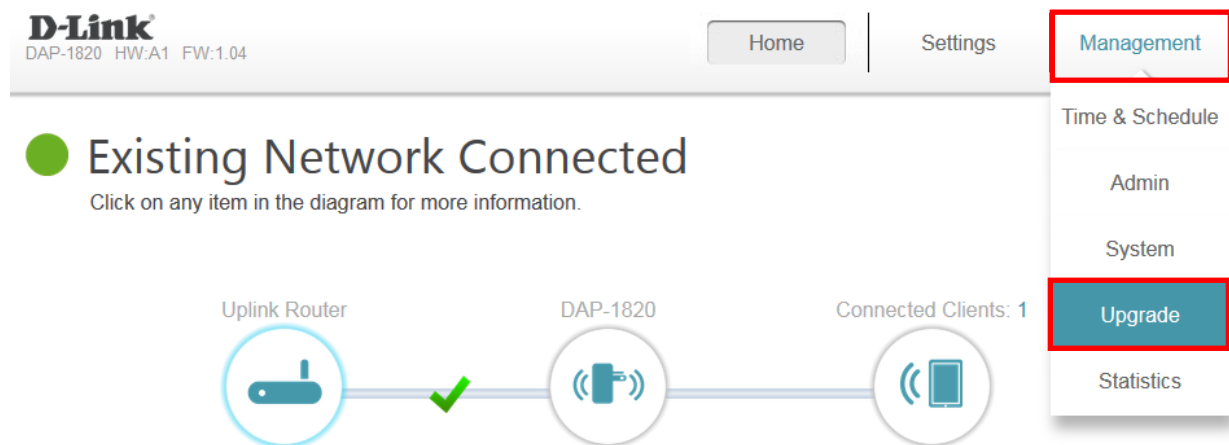 D-Link
DAP-1820 HW:A1 FW:1.04
Home
Settings
Management
Time & Schedule
Admin
System
Upgrade
Statistics
Existing Network Connected
Click on any item in the diagram for more information.
Uplink Router
DAP-1820
Connected Clients: 1